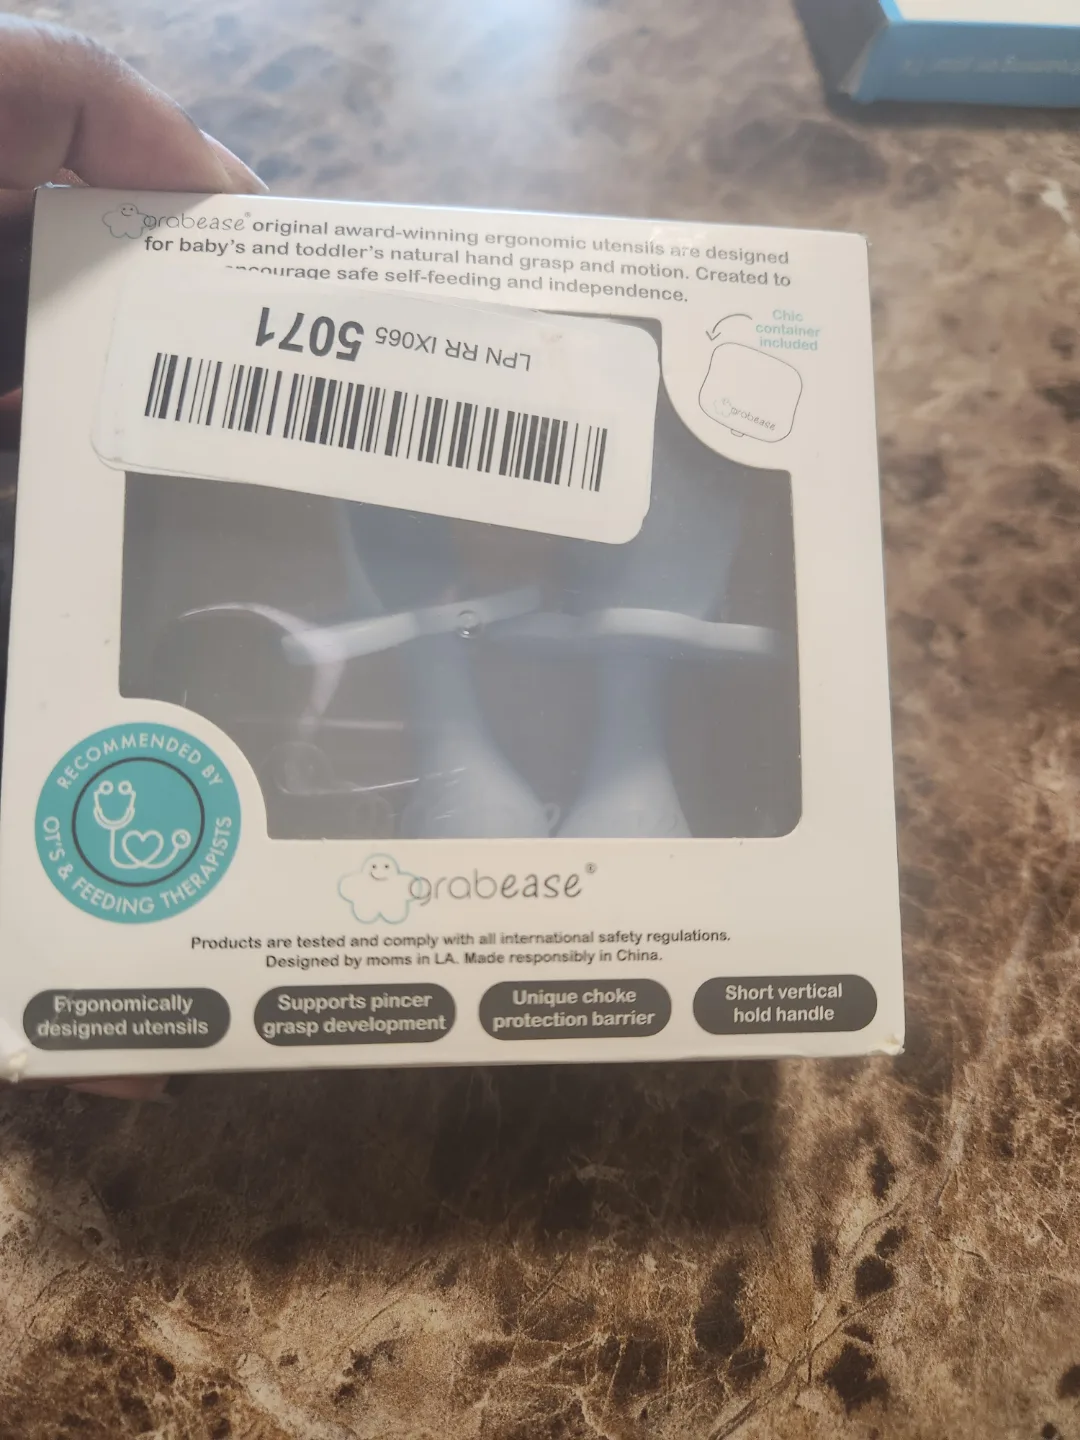 grabease® original award-winning ergonomic utensils are designed
for baby's and toddler's natural hand grasp and motion. Created to
encourage safe self-feeding and independence.
Chic
container
included
grabease
LPN RR IX065 5071
RECOMMENDED BY
OT'S & FEEDING THERAPISTS
grabease®
Products are tested and comply with all international safety regulations.
Designed by moms in LA. Made responsibly in China.
Ergonomically
designed utensils
Supports pincer
grasp development
Unique choke
protection barrier
Short vertical
hold handle